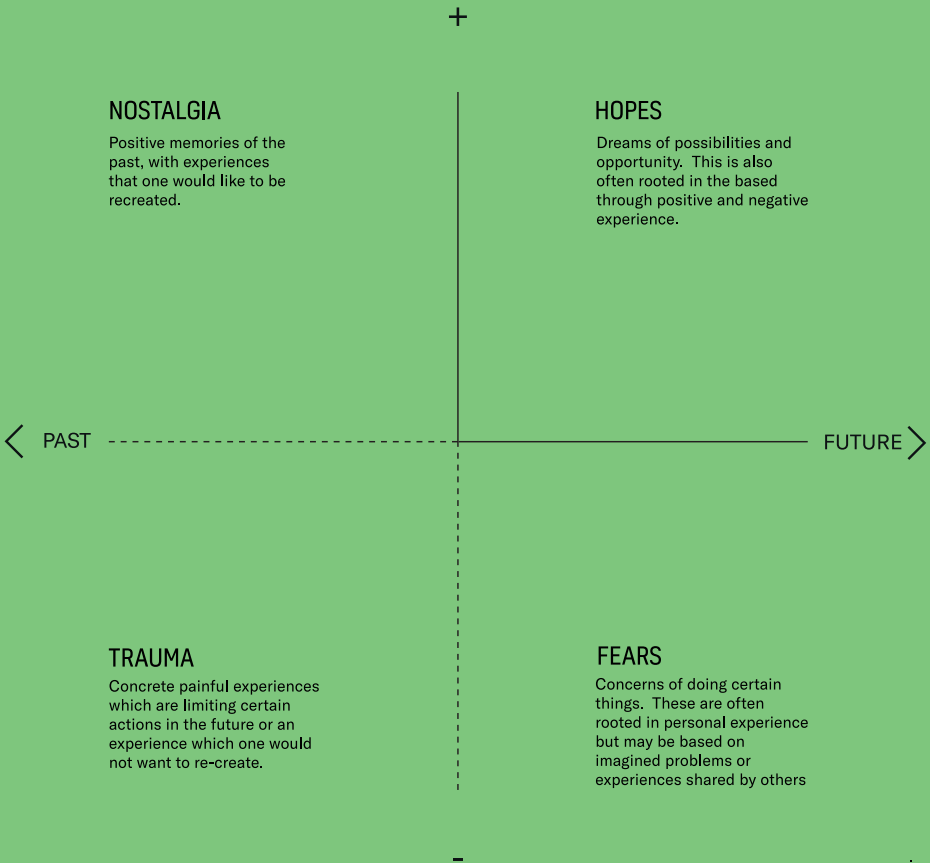 +
NOSTALGIA
Positive memories of the
past, with experiences
that one would like to be
recreated.
HOPES
Dreams of possibilities and
opportunity.  This is also
often rooted in the based
through positive and negative
experience.
PAST
FUTURE
TRAUMA
Concrete painful experiences
which are limiting certain
actions in the future or an
experience which one would
not want to re-create.
FEARS
Concerns of doing certain
things.  These are often
rooted in personal experience
but may be based on
imagined problems or
experiences shared by others
-